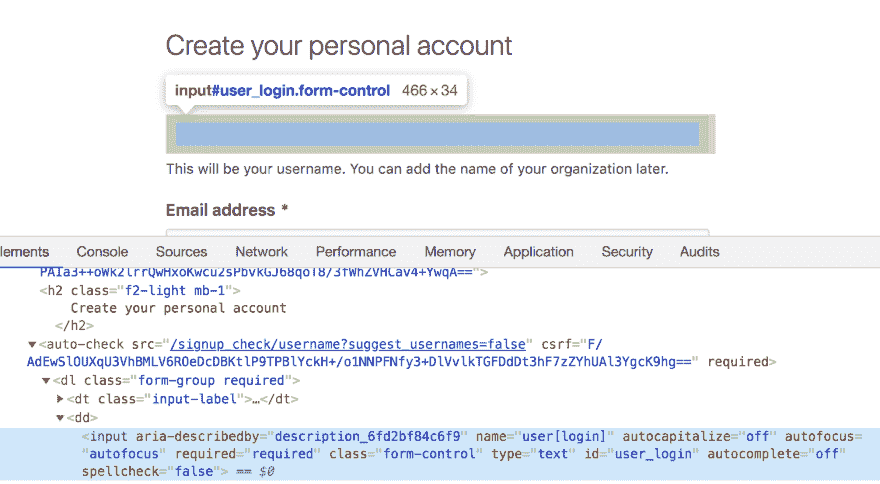 Create your personal account
input#user_login.form-control 466 × 34
This will be your username. You can add the name of your organization later.
Email address *
lements Console Sources Network Performance Memory Application Security Audits
<h2 class="f2-light mb-1">
Create your personal account
</h2>
▼<auto-check src="/signup_check/username?suggest_usernames=false" csrf="F/
AdEwSlOUXqU3VhBMLV6ROeDcDBKtlP9TPBlYckH+/o1NNPFNfy3+DlVvlkTGFDdDt3hF7zZYhUAl3YgcK9hg==" required>
▼<dl class="form-group required">
▶<dt class="input-label">…</dt>
▼<dd>
<input aria-describedby="description_6fd2bf84c6f9" name="user[login]" autocapitalize="off" autofocus=
"autofocus" required="required" class="form-control" type="text" id="user_login" autocomplete="off"
spellcheck="false"> == $0